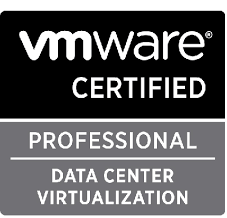 vmware®
CERTIFIED
PROFESSIONAL
DATA CENTER
VIRTUALIZATION